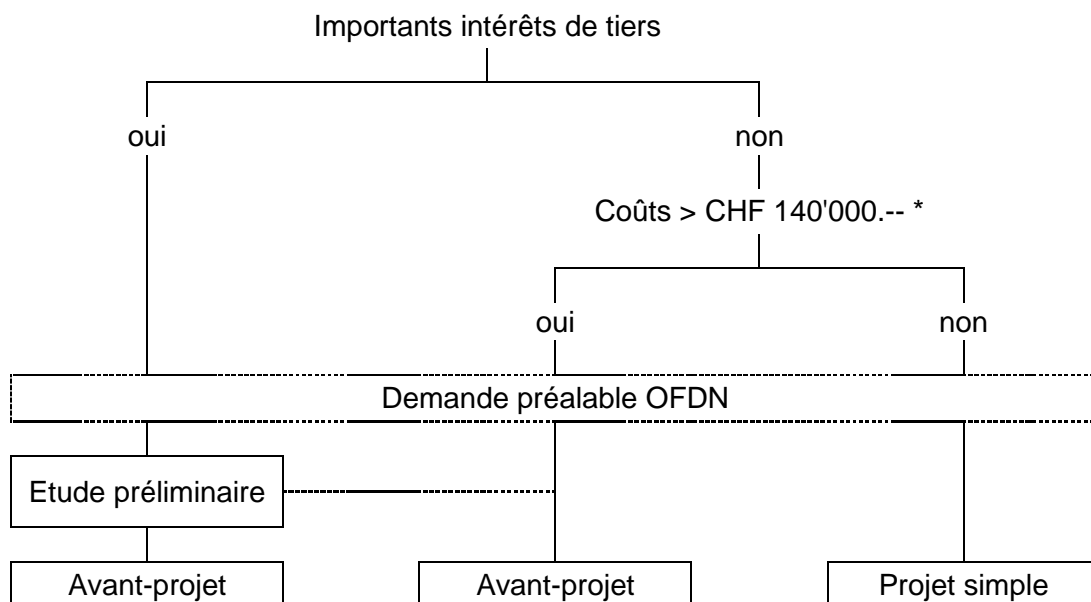 Importants intérêts de tiers
oui
non
Coûts > CHF 140'000.-- *
oui
non
Demande préalable OFDN
Etude préliminaire
Avant-projet
Avant-projet
Projet simple